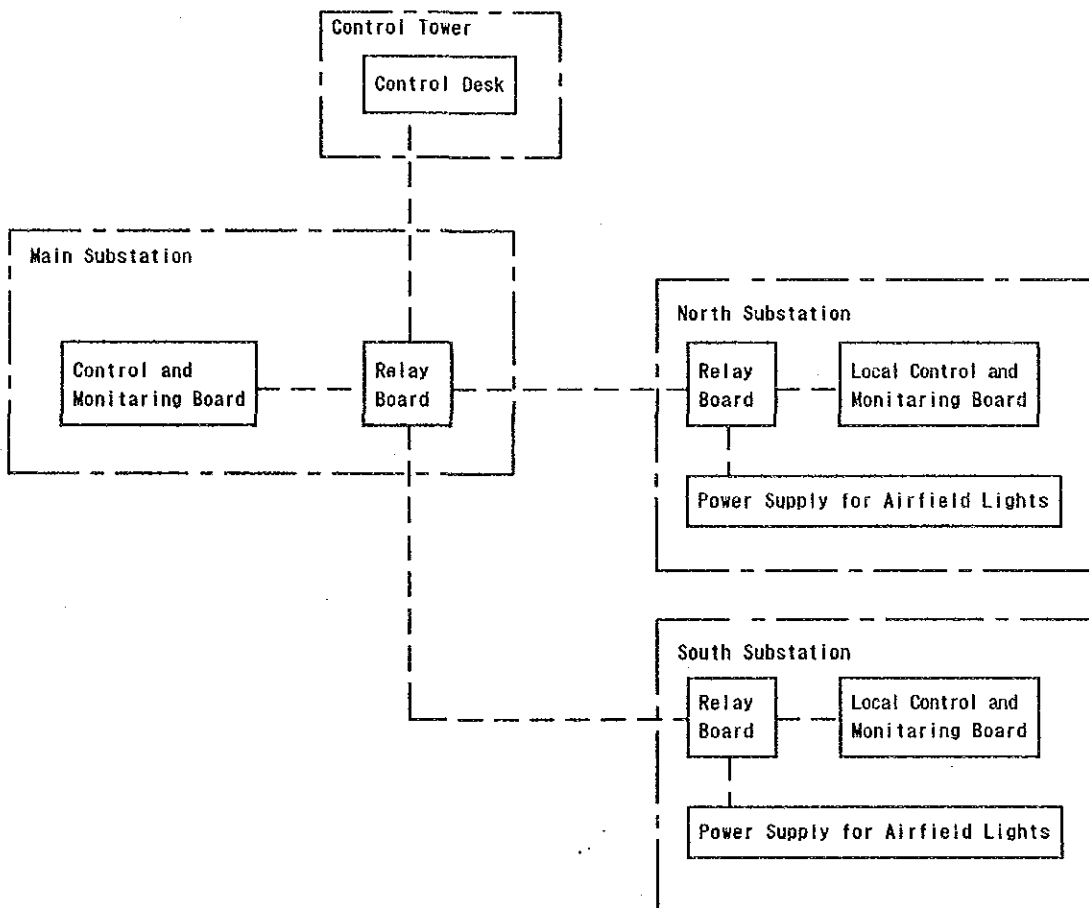 Control Tower
Control Desk
Main Substation
Control and
Monitaring Board
Relay
Board
North Substation
Relay
Board
Local Control and
Monitaring Board
Power Supply for Airfield Lights
South Substation
Relay
Board
Local Control and
Monitaring Board
Power Supply for Airfield Lights